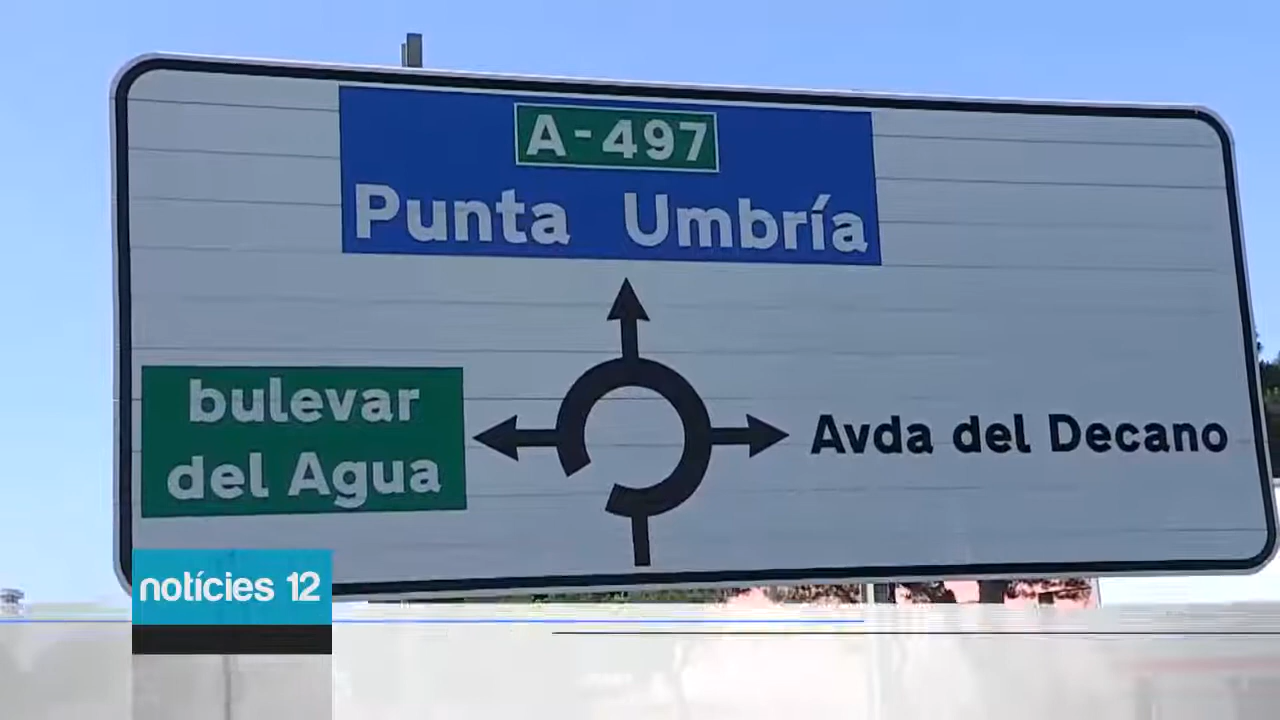 A-497
Punta Umbría
bulevar
del Agua
Avda del Decano
notícies 12